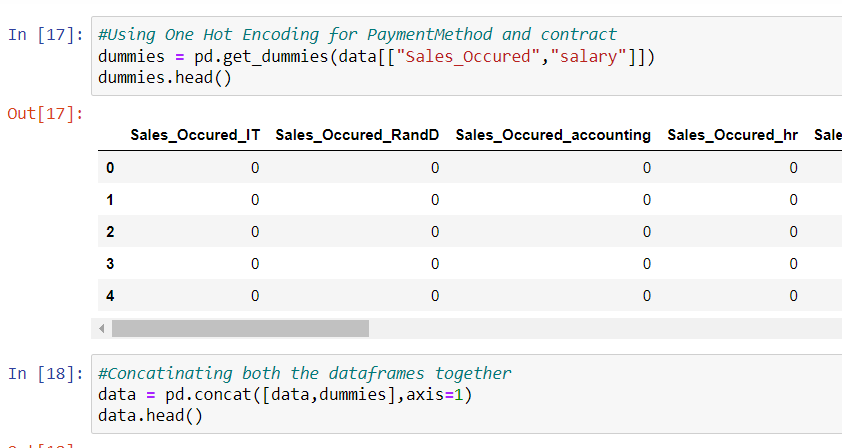 In [17]: #Using One Hot Encoding for PaymentMethod and contract
dummies = pd.get_dummies(data[["Sales_Occured","salary"]])
dummies.head()
Out[17]:
Sales_Occured_IT Sales_Occured_RandD Sales_Occured_accounting Sales_Occured_hr Sale
0 0 0 0 0
1 0 0 0 0
2 0 0 0 0
3 0 0 0 0
4 0 0 0 0
In [18]: #Concatinating both the dataframes together
data = pd.concat([data,dummies],axis=1)
data.head()